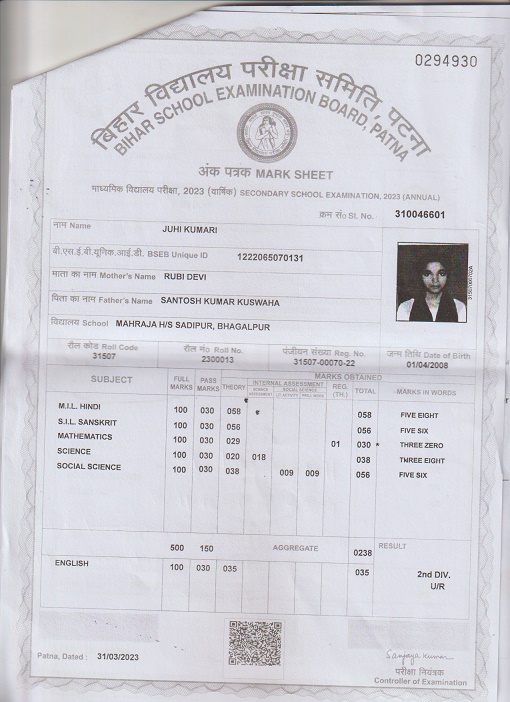 0294930
बिहार विद्यालय परीक्षा समिति, पटना
BIHAR SCHOOL EXAMINATION BOARD, PATNA
अंक पत्रक MARK SHEET
माध्यमिक विद्यालय परीक्षा, 2023 (वार्षिक) SECONDARY SCHOOL EXAMINATION, 2023 (ANNUAL)
क्रम सं० Sl. No. 310046601
नाम Name JUHI KUMARI
बी.एस.ई.बी.यूनिक.आई.डी. BSEB Unique ID 1222065070131
माता का नाम Mother's Name RUBI DEVI
पिता का नाम Father's Name SANTOSH KUMAR KUSWAHA
विद्यालय School MAHRAJA H/S SADIPUR, BHAGALPUR
रौल कोड Roll Code रौल नं० Roll No. पंजीयन संख्या Reg. No. जन्म तिथि Date of Birth
31507 2300013 31507-00070-22 01/04/2008
SUBJECT FULL MARKS PASS MARKS THEORY INTERNAL ASSESSMENT REG. (TH.) TOTAL MARKS IN WORDS
MARKS OBTAINED
M.I.L. HINDI 100 030 058 058 FIVE EIGHT
S.I.L. SANSKRIT 100 030 056 056 FIVE SIX
MATHEMATICS 100 030 029 01 030 * THREE ZERO
SCIENCE 100 030 020 018 038 THREE EIGHT
SOCIAL SCIENCE 100 030 038 009 009 056 FIVE SIX
500 150 AGGREGATE 0238 RESULT
ENGLISH 100 030 035 035 2nd DIV.
U/R
Patna, Dated : 31/03/2023
Sanjaya Kumar
परीक्षा नियंत्रक
Controller of Examination